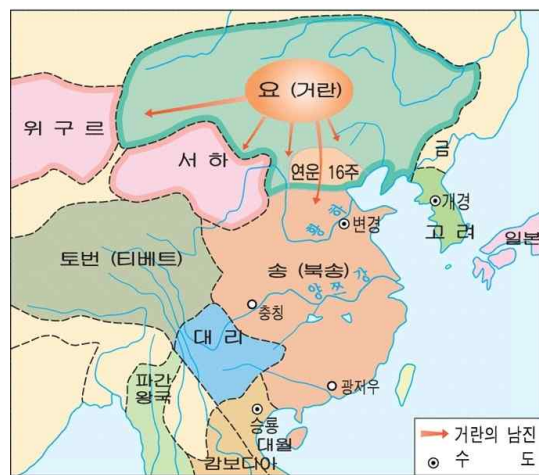 요 (거란)
위 구 르
서 하
연운 16주
금
개경
고 려
일본
황 하
변경
토번 (티베트)
송 (북송)
양 쯔 강
충칭
대 리
파간
왕국
광저우
승룡
대월
캄보디아
거란의 남진
수 도